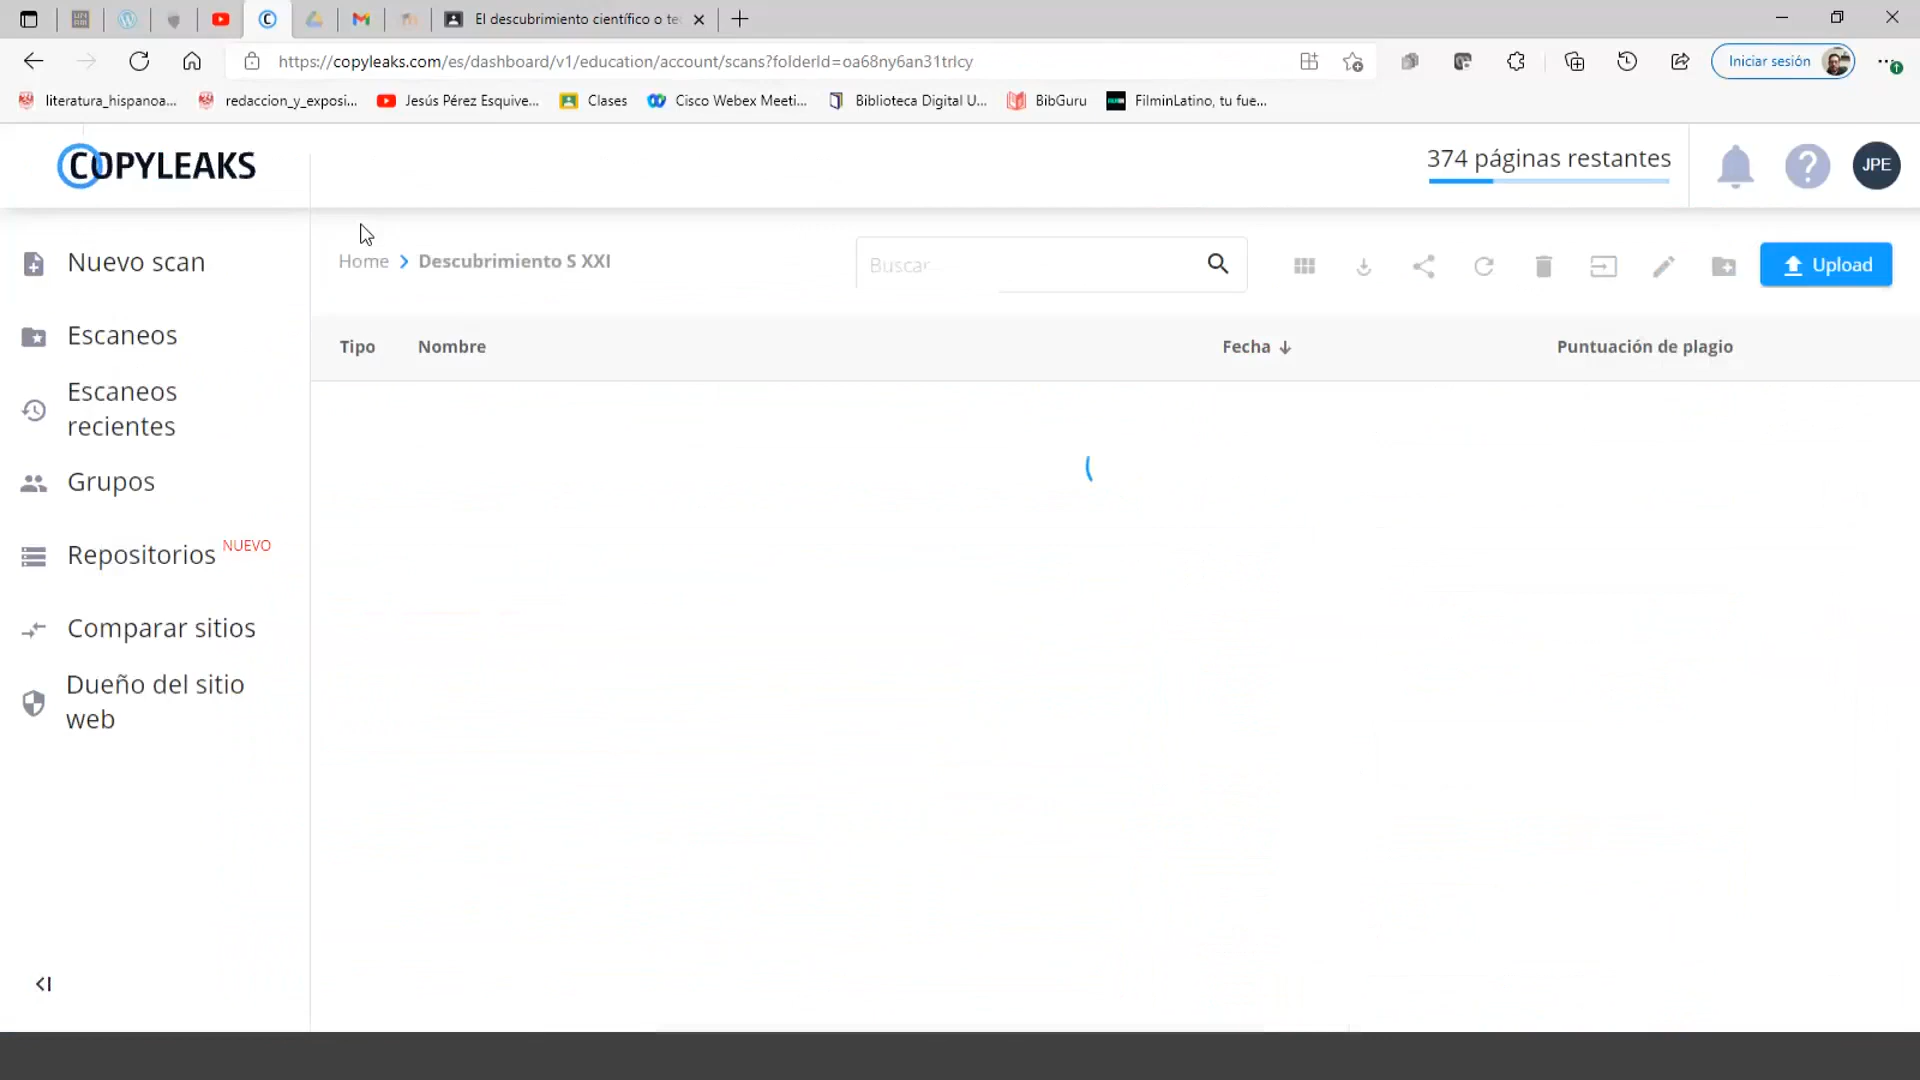 El descubrimiento científico o te
https://copyleaks.com/es/dashboard/v1/education/account/scans?folderId=oa68ny6an31trlcy
Iniciar sesión
literatura_hispanoa...
redaccion_y_exposi...
Jesús Pérez Esquive...
Clases
Cisco Webex Meeti...
Biblioteca Digital U...
BibGuru
FilminLatino, tu fue...
COPYLEAKS
374 páginas restantes
JPE
Nuevo scan
Escaneos
Escaneos
recientes
Grupos
Repositorios NUEVO
Comparar sitios
Dueño del sitio
web
Home > Descubrimiento S XXI
Buscar...
Upload
Tipo
Nombre
Fecha
Puntuación de plagio